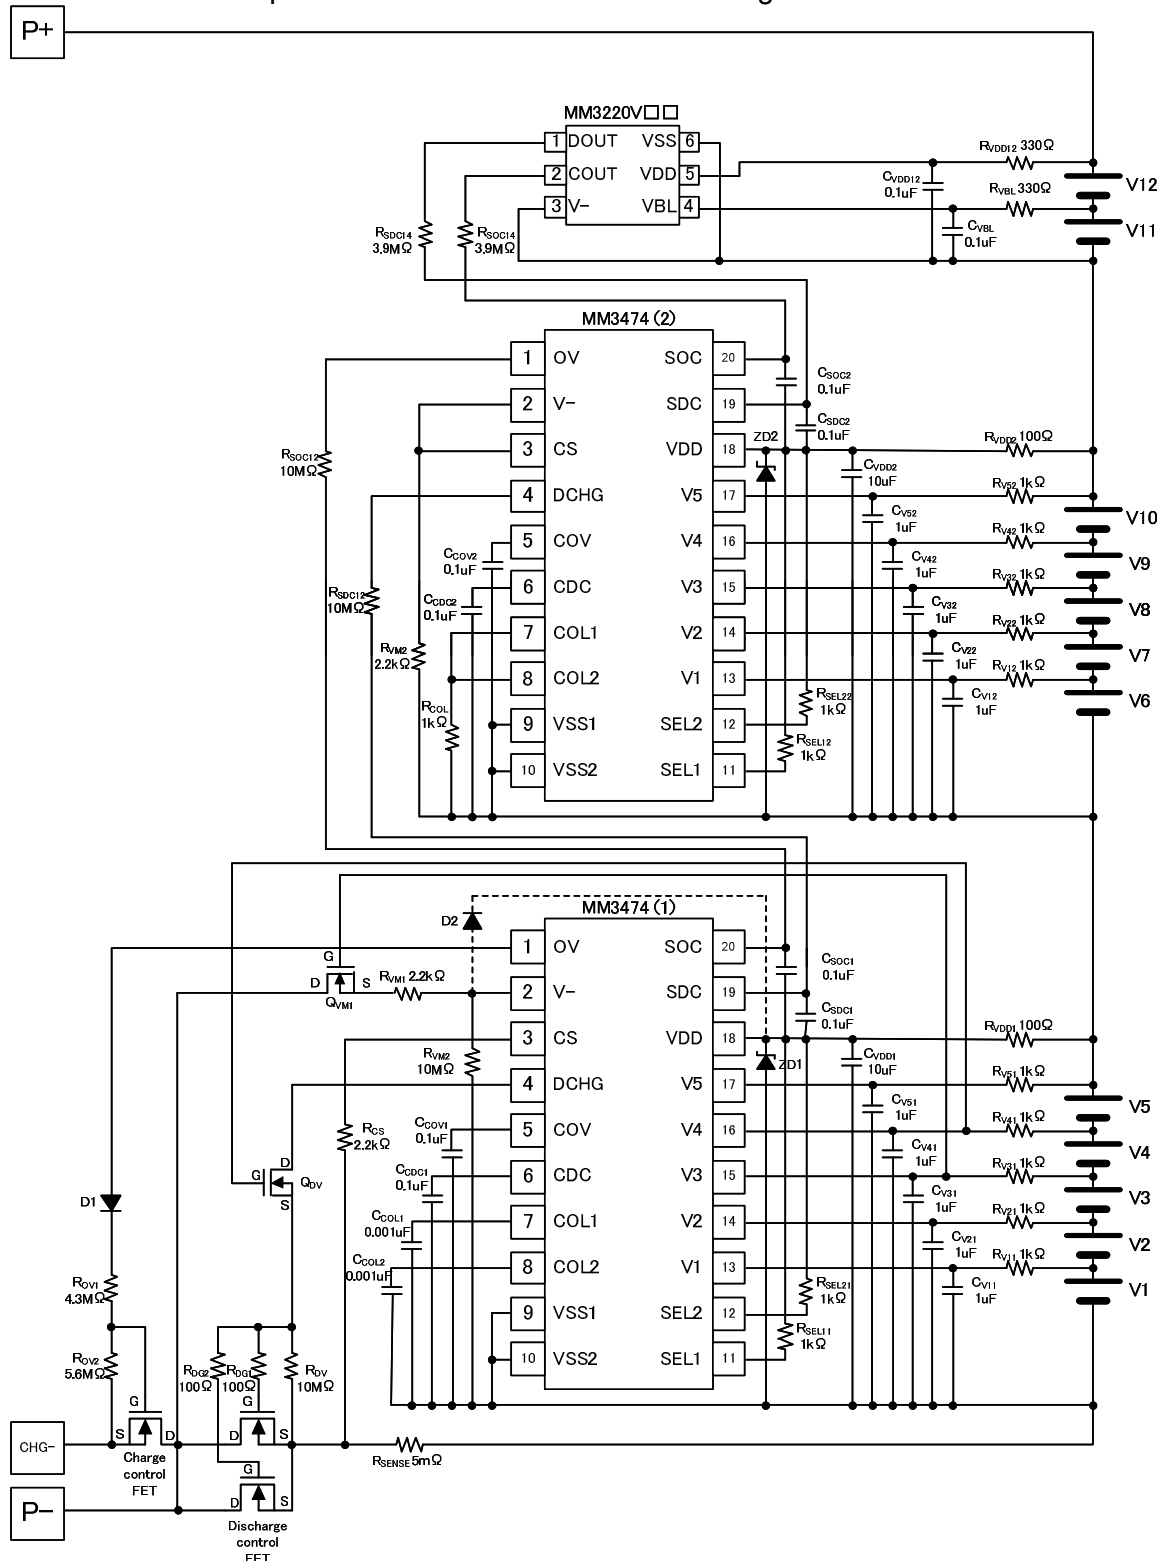 P+
MM3220V□□
1 DOUT VSS 6
2 COUT VDD 5
3 V- VBL 4
RSDC14
3.9MΩ
RSOC14
3.9MΩ
CVDD12
0.1uF
RVDD12 330Ω
RVBL 330Ω
CVBL
0.1uF
V12
V11
MM3474(2)
1 OV SOC 20
2 V- SDC 19
3 CS VDD 18
4 DCHG V5 17
5 COV V4 16
6 CDC V3 15
7 COL1 V2 14
8 COL2 V1 13
9 VSS1 SEL2 12
10 VSS2 SEL1 11
RSOC12
10MΩ
RSDC12
10MΩ
CCOV2
0.1uF
CCDC2
0.1uF
RVM2
2.2kΩ
RCOL
1kΩ
CSOC2
0.1uF
CSDC2
0.1uF
ZD2
CVDD2
10uF
CV52
1uF
CV42
1uF
CV32
1uF
CV22
1uF
CV12
1uF
RSEL22
1kΩ
RSEL12
1kΩ
RVDD2 100Ω
RV52 1kΩ
RV42 1kΩ
RV32 1kΩ
RV22 1kΩ
RV12 1kΩ
V10
V9
V8
V7
V6
MM3474(1)
1 OV SOC 20
2 V- SDC 19
3 CS VDD 18
4 DCHG V5 17
5 COV V4 16
6 CDC V3 15
7 COL1 V2 14
8 COL2 V1 13
9 VSS1 SEL2 12
10 VSS2 SEL1 11
D2
G
D S
QVM1
RVM1 2.2kΩ
RVM2
10MΩ
RCS
2.2kΩ
CCOV1
0.1uF
CCDC1
0.1uF
CCOL1
0.001uF
CCOL2
0.001uF
D
G QDV
S
CSOC1
0.1uF
CSDC1
0.1uF
ZD1
CVDD1
10uF
CV51
1uF
CV41
1uF
CV31
1uF
CV21
1uF
CV11
1uF
RSEL21
1kΩ
RSEL11
1kΩ
RVDD1 100Ω
RV51 1kΩ
RV41 1kΩ
RV31 1kΩ
RV21 1kΩ
RV11 1kΩ
V5
V4
V3
V2
V1
D1
ROV1
4.3MΩ
ROV2
5.6MΩ
RDG2
100Ω
RDG1
100Ω
RDV
10MΩ
G
S D
G
D S
CHG-
Charge
control
FET
RSENSE 5mΩ
G
D S
P-
Discharge
control
FET